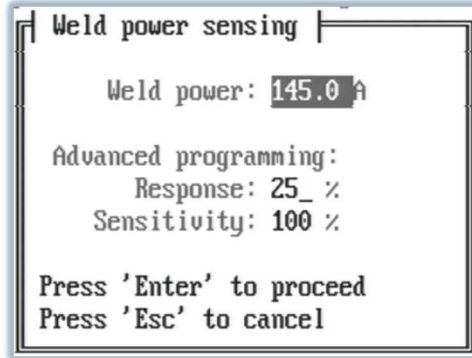 Weld power sensing
Weld power: 145.0 A
Advanced programming:
Response: 25_ %
Sensitivity: 100 %
Press 'Enter' to proceed
Press 'Esc' to cancel